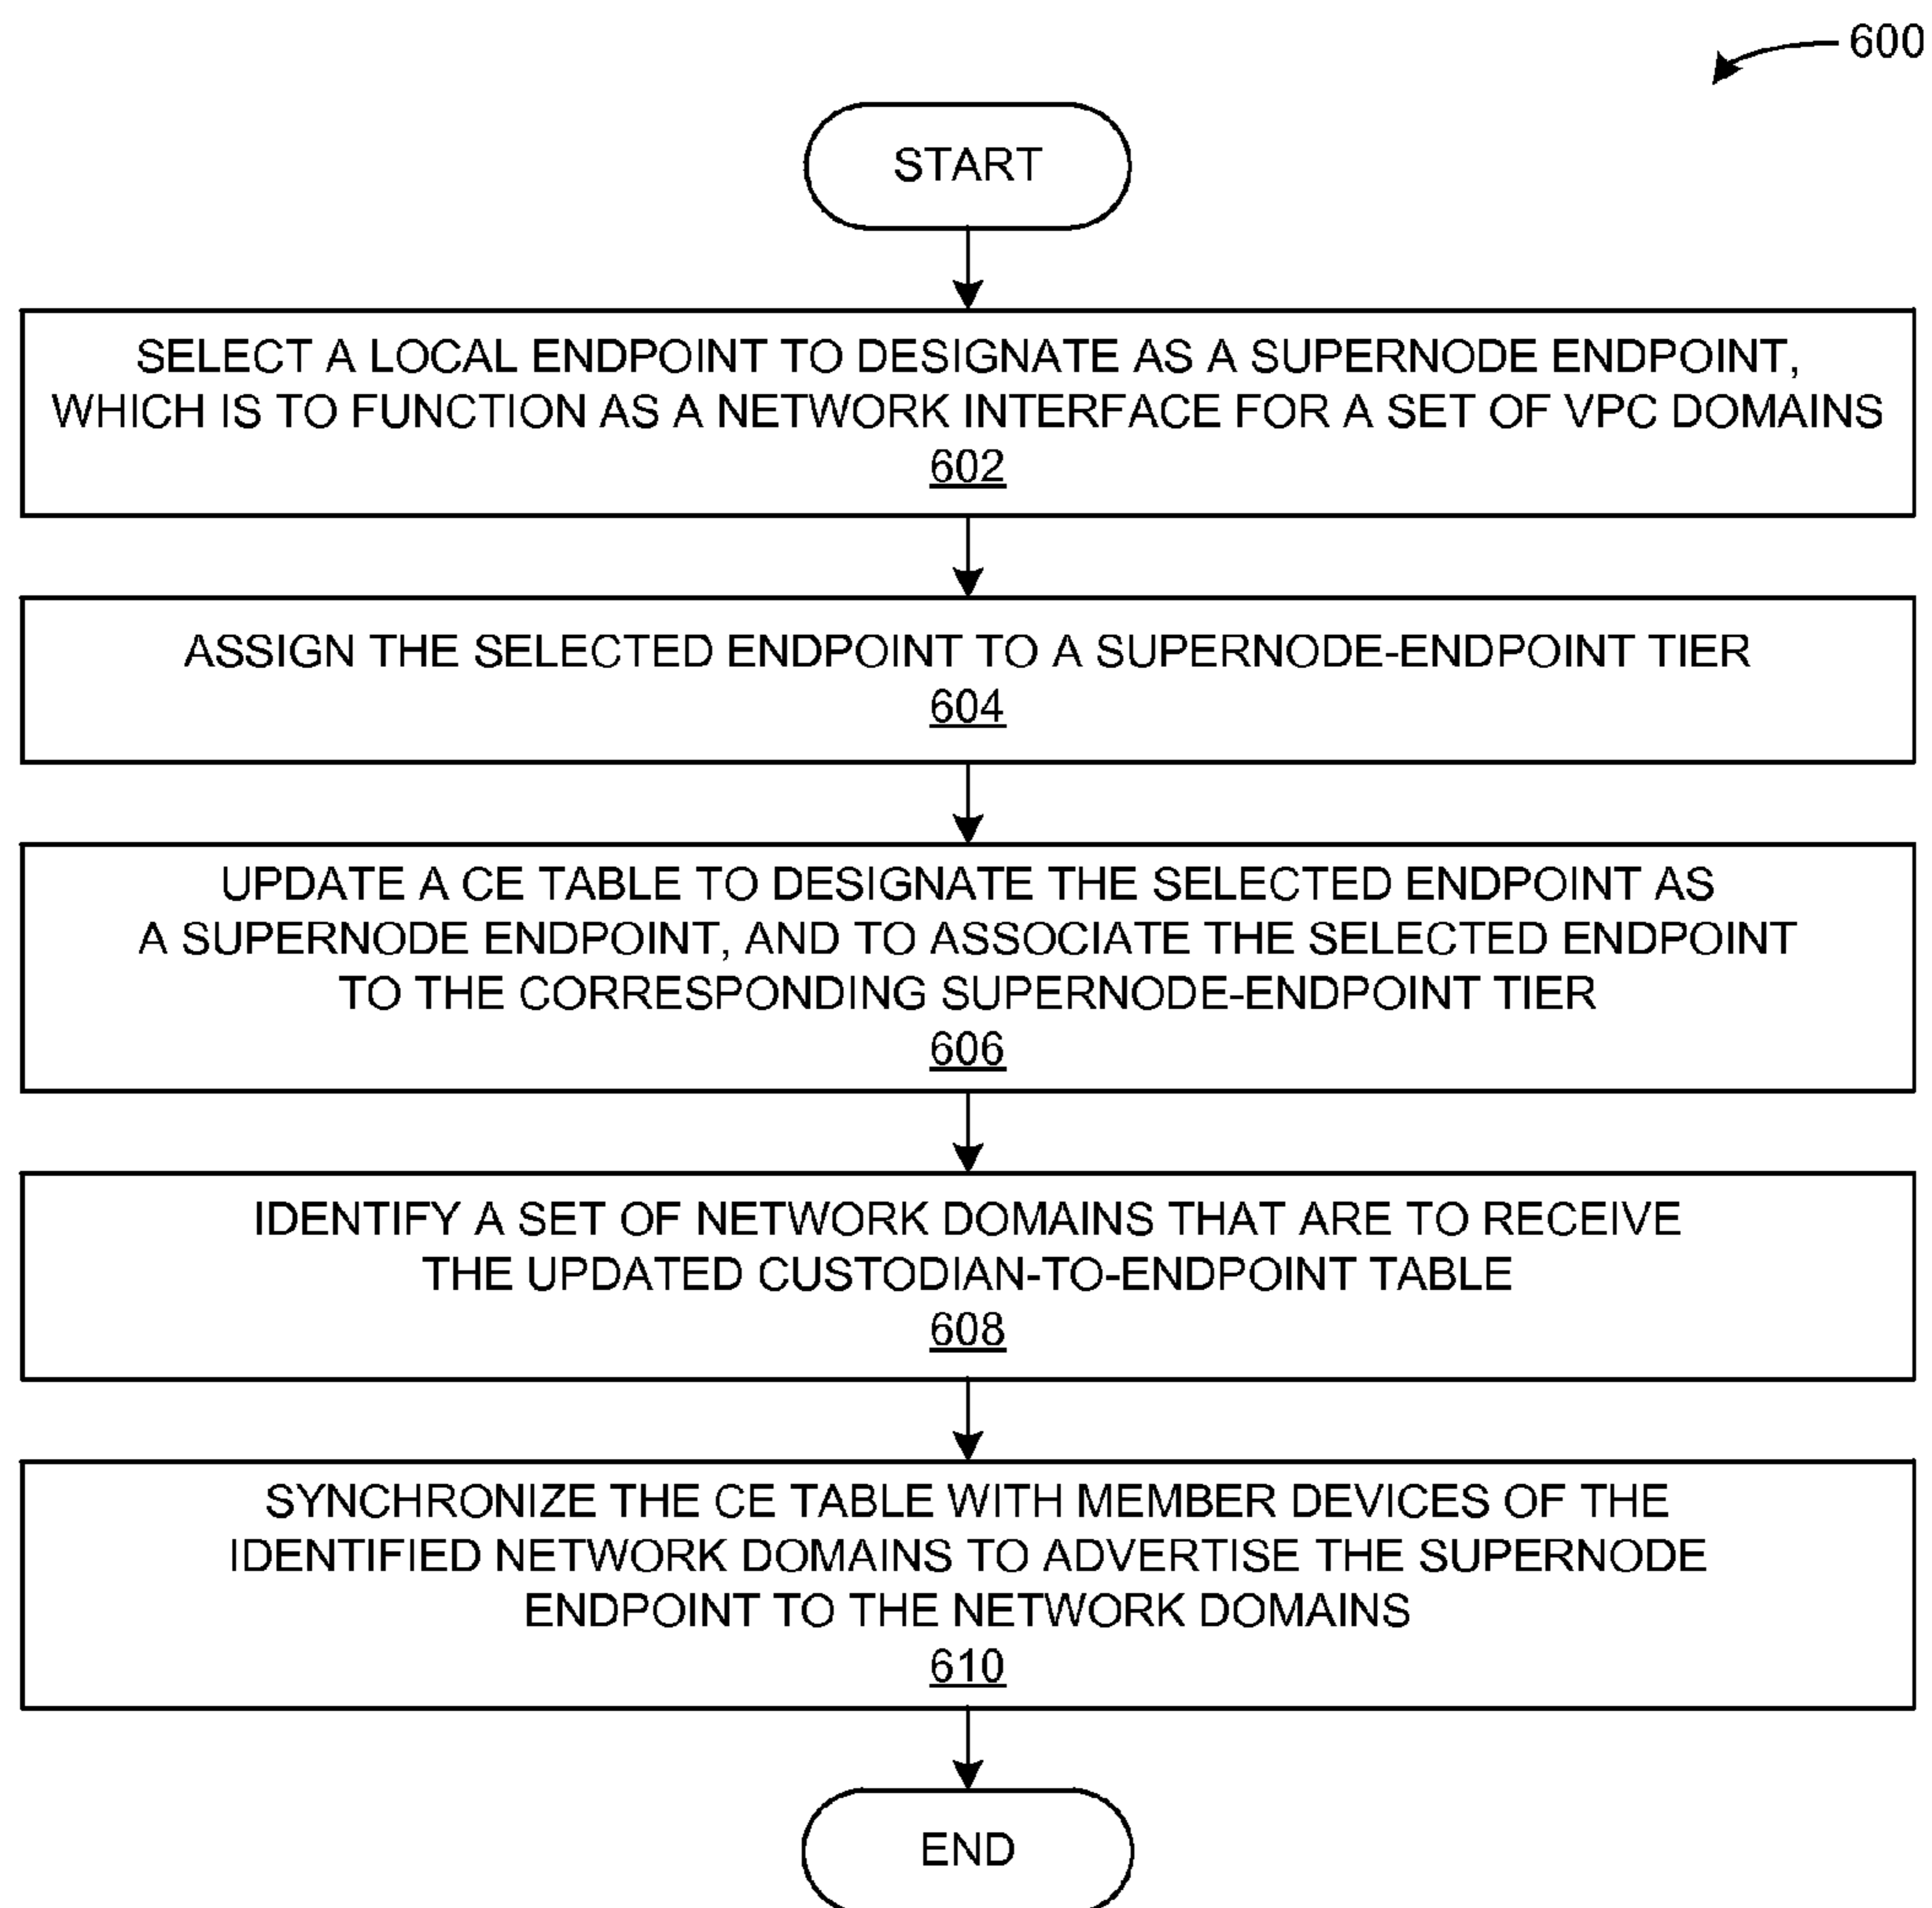 600
START
SELECT A LOCAL ENDPOINT TO DESIGNATE AS A SUPERNODE ENDPOINT,
WHICH IS TO FUNCTION AS A NETWORK INTERFACE FOR A SET OF VPC DOMAINS
602
ASSIGN THE SELECTED ENDPOINT TO A SUPERNODE-ENDPOINT TIER
604
UPDATE A CE TABLE TO DESIGNATE THE SELECTED ENDPOINT AS
A SUPERNODE ENDPOINT, AND TO ASSOCIATE THE SELECTED ENDPOINT
TO THE CORRESPONDING SUPERNODE-ENDPOINT TIER
606
IDENTIFY A SET OF NETWORK DOMAINS THAT ARE TO RECEIVE
THE UPDATED CUSTODIAN-TO-ENDPOINT TABLE
608
SYNCHRONIZE THE CE TABLE WITH MEMBER DEVICES OF THE
IDENTIFIED NETWORK DOMAINS TO ADVERTISE THE SUPERNODE
ENDPOINT TO THE NETWORK DOMAINS
610
END